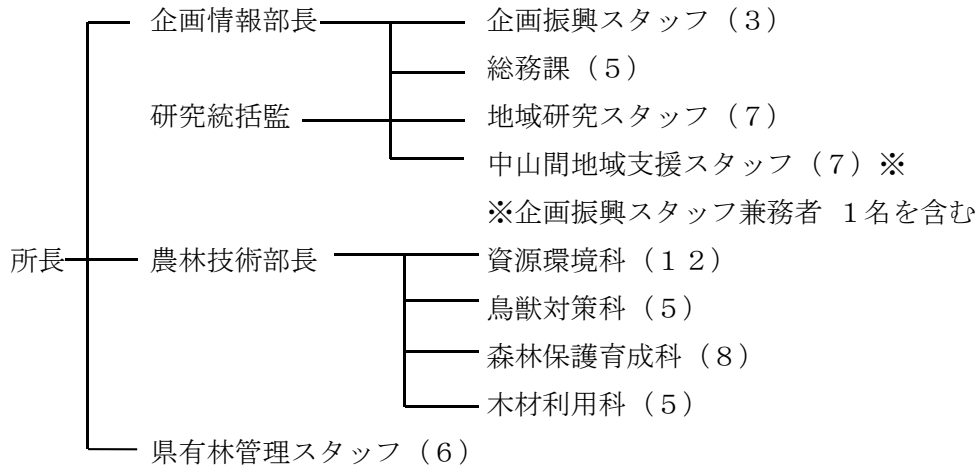 企画情報部長 企画振興スタッフ（３）
総務課（５）
研究統括監 地域研究スタッフ（７）
中山間地域支援スタッフ（７）※
※企画振興スタッフ兼務者 １名を含む
所長 農林技術部長 資源環境科（１２）
鳥獣対策科（５）
森林保護育成科（８）
木材利用科（５）
県有林管理スタッフ（６）